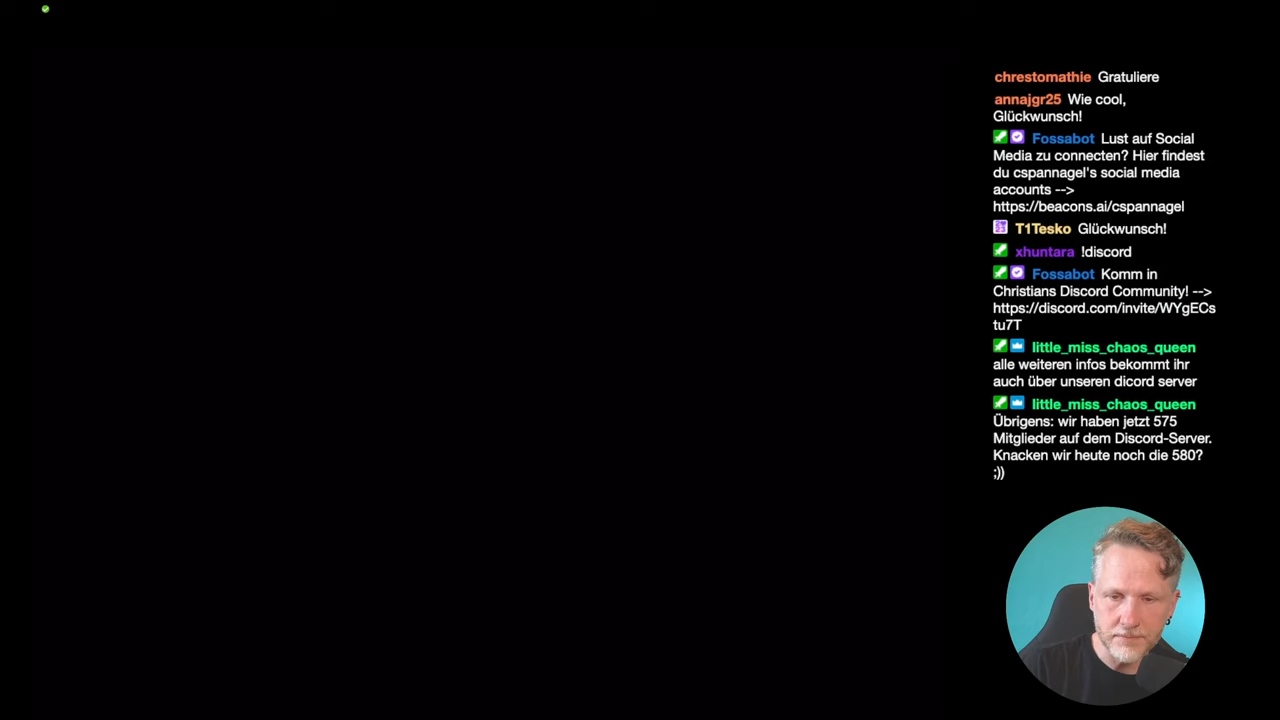 chrestomathie Gratuliere
annajgr25 Wie cool,
Glückwunsch!
Fossabot Lust auf Social
Media zu connecten? Hier findest
du cspannagel's social media
accounts -->
https://beacons.ai/cspannagel
T1Tesko Glückwunsch!
xhuntara !discord
Fossabot Komm in
Christians Discord Community! -->
https://discord.com/invite/WYgECs
tu7T
little_miss_chaos_queen
alle weiteren infos bekommt ihr
auch über unseren dicord server
little_miss_chaos_queen
Übrigens: wir haben jetzt 575
Mitglieder auf dem Discord-Server.
Knacken wir heute noch die 580?
;))